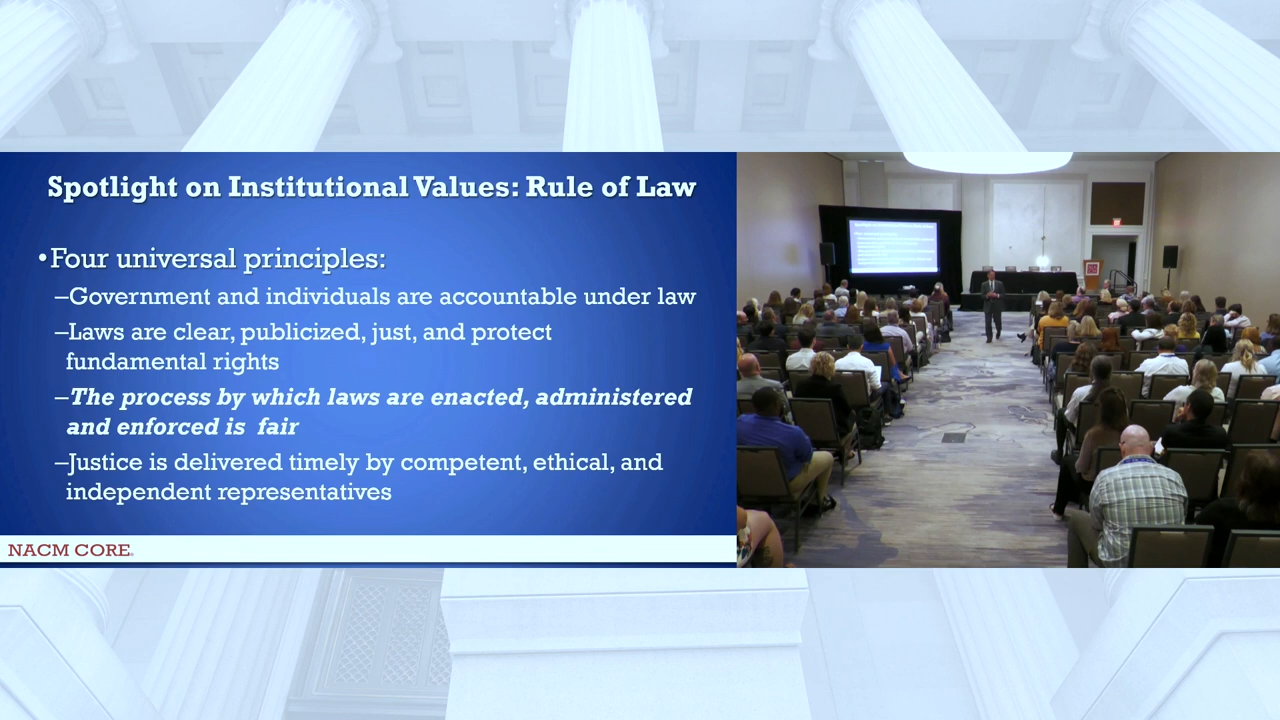 Spotlight on Institutional Values: Rule of Law
•Four universal principles:
–Government and individuals are accountable under law
–Laws are clear, publicized, just, and protect
fundamental rights
–The process by which laws are enacted, administered
and enforced is  fair
–Justice is delivered timely by competent, ethical, and
independent representatives
NACM CORE®